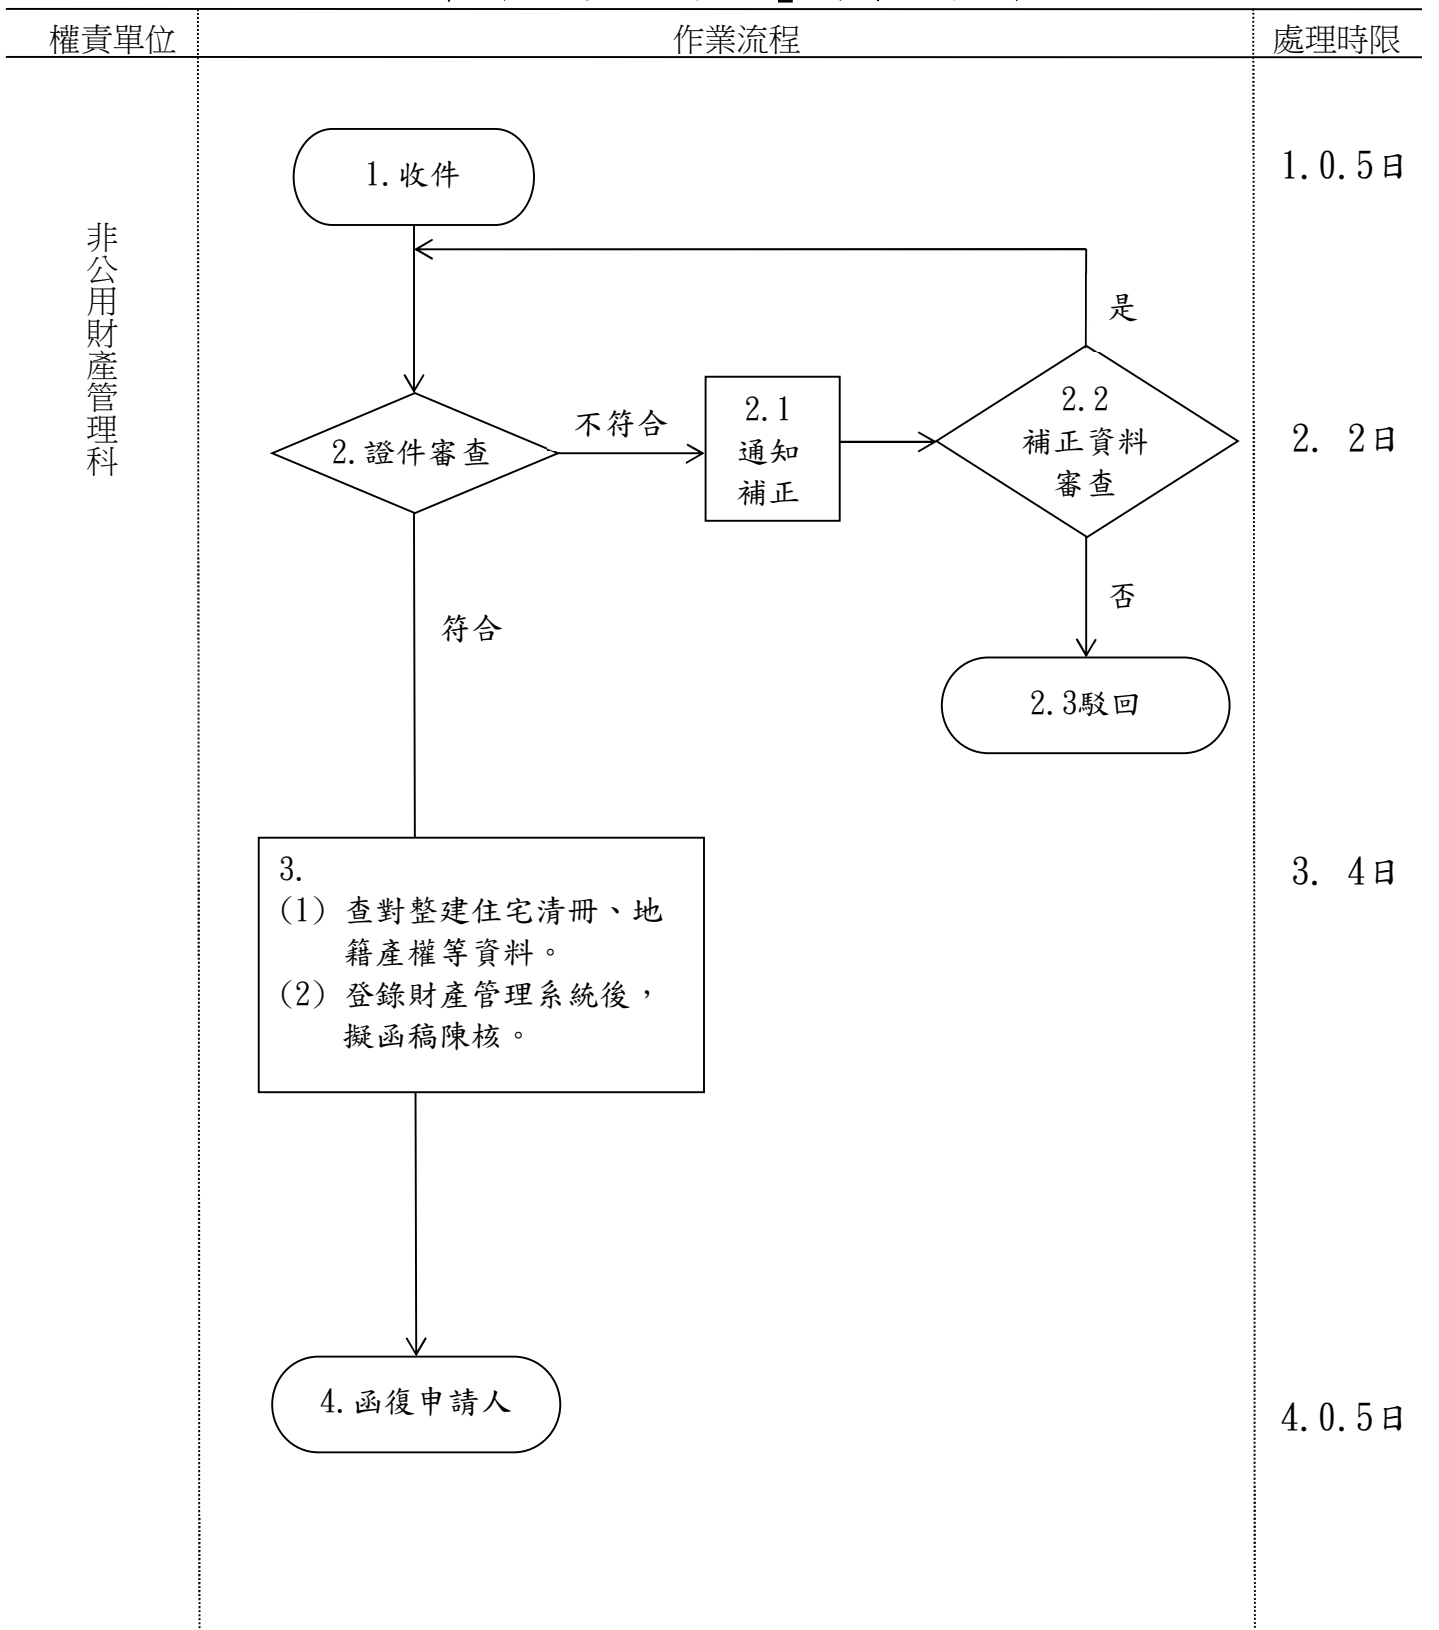 權責單位
作業流程
處理時限
非公用財產管理科
1.收件
1.0.5日
是
2.證件審查
不符合
2.1
通知
補正
2.2
補正資料
審查
2. 2日
否
符合
2.3駁回
3.
(1) 查對整建住宅清冊、地
籍產權等資料。
(2) 登錄財產管理系統後，
擬函稿陳核。
3. 4日
4.函復申請人
4.0.5日